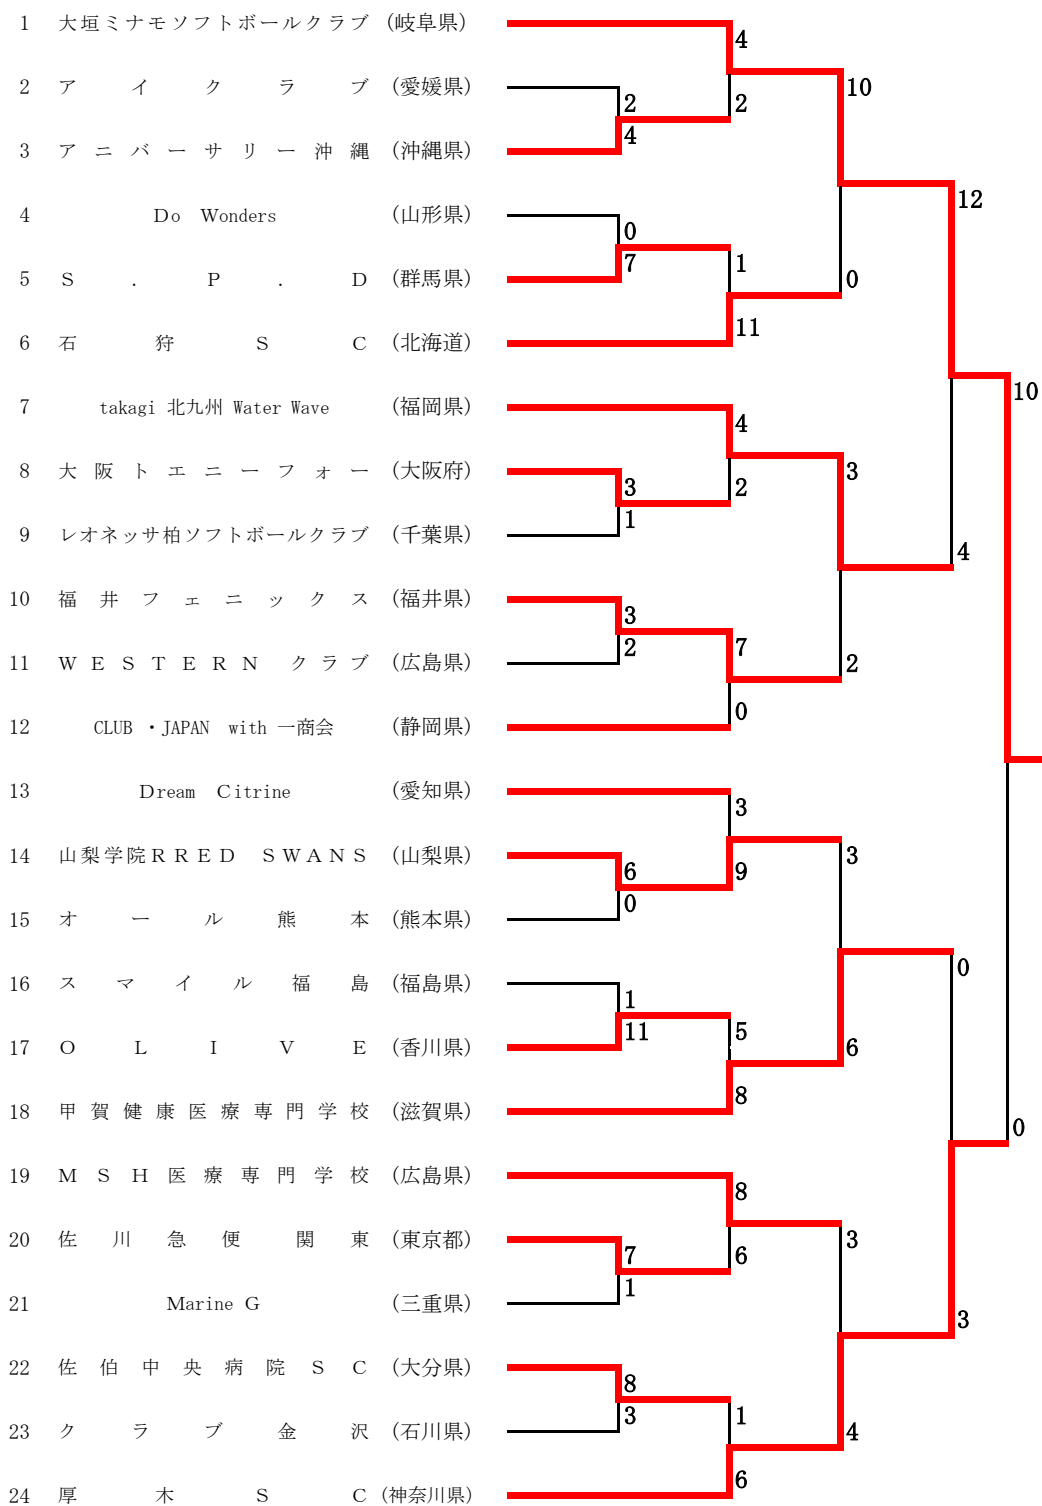 1 大垣ミナモソフトボールクラブ (岐阜県)
4
2 アイクラブ (愛媛県)
10
2
2
4
3 アニバーサリー沖縄 (沖縄県)
12
4 Do Wonders (山形県)
0
7
1
5 S.P.D (群馬県)
0
11
6 石狩SC (北海道)
10
7 takagi 北九州 Water Wave (福岡県)
4
8 大阪トエニーフォー (大阪府)
3
3
2
1
9 レオネッサ柏ソフトボールクラブ (千葉県)
4
10 福井フェニックス (福井県)
3
2
7
11 WESTERN クラブ (広島県)
2
0
12 CLUB ・JAPAN with 一商会 (静岡県)
13 Dream Citrine (愛知県)
3
14 山梨学院RRED SWANS (山梨県)
3
6
9
0
15 オール熊本 (熊本県)
0
16 スマイル福島 (福島県)
1
11
5
17 OLIVE (香川県)
6
8
18 甲賀健康医療専門学校 (滋賀県)
0
19 MSH医療専門学校 (広島県)
8
20 佐川急便 関東 (東京都)
3
7
6
1
21 Marine G (三重県)
3
22 佐伯中央病院SC (大分県)
8
3
1
23 クラブ金沢 (石川県)
4
6
24 厚木SC (神奈川県)